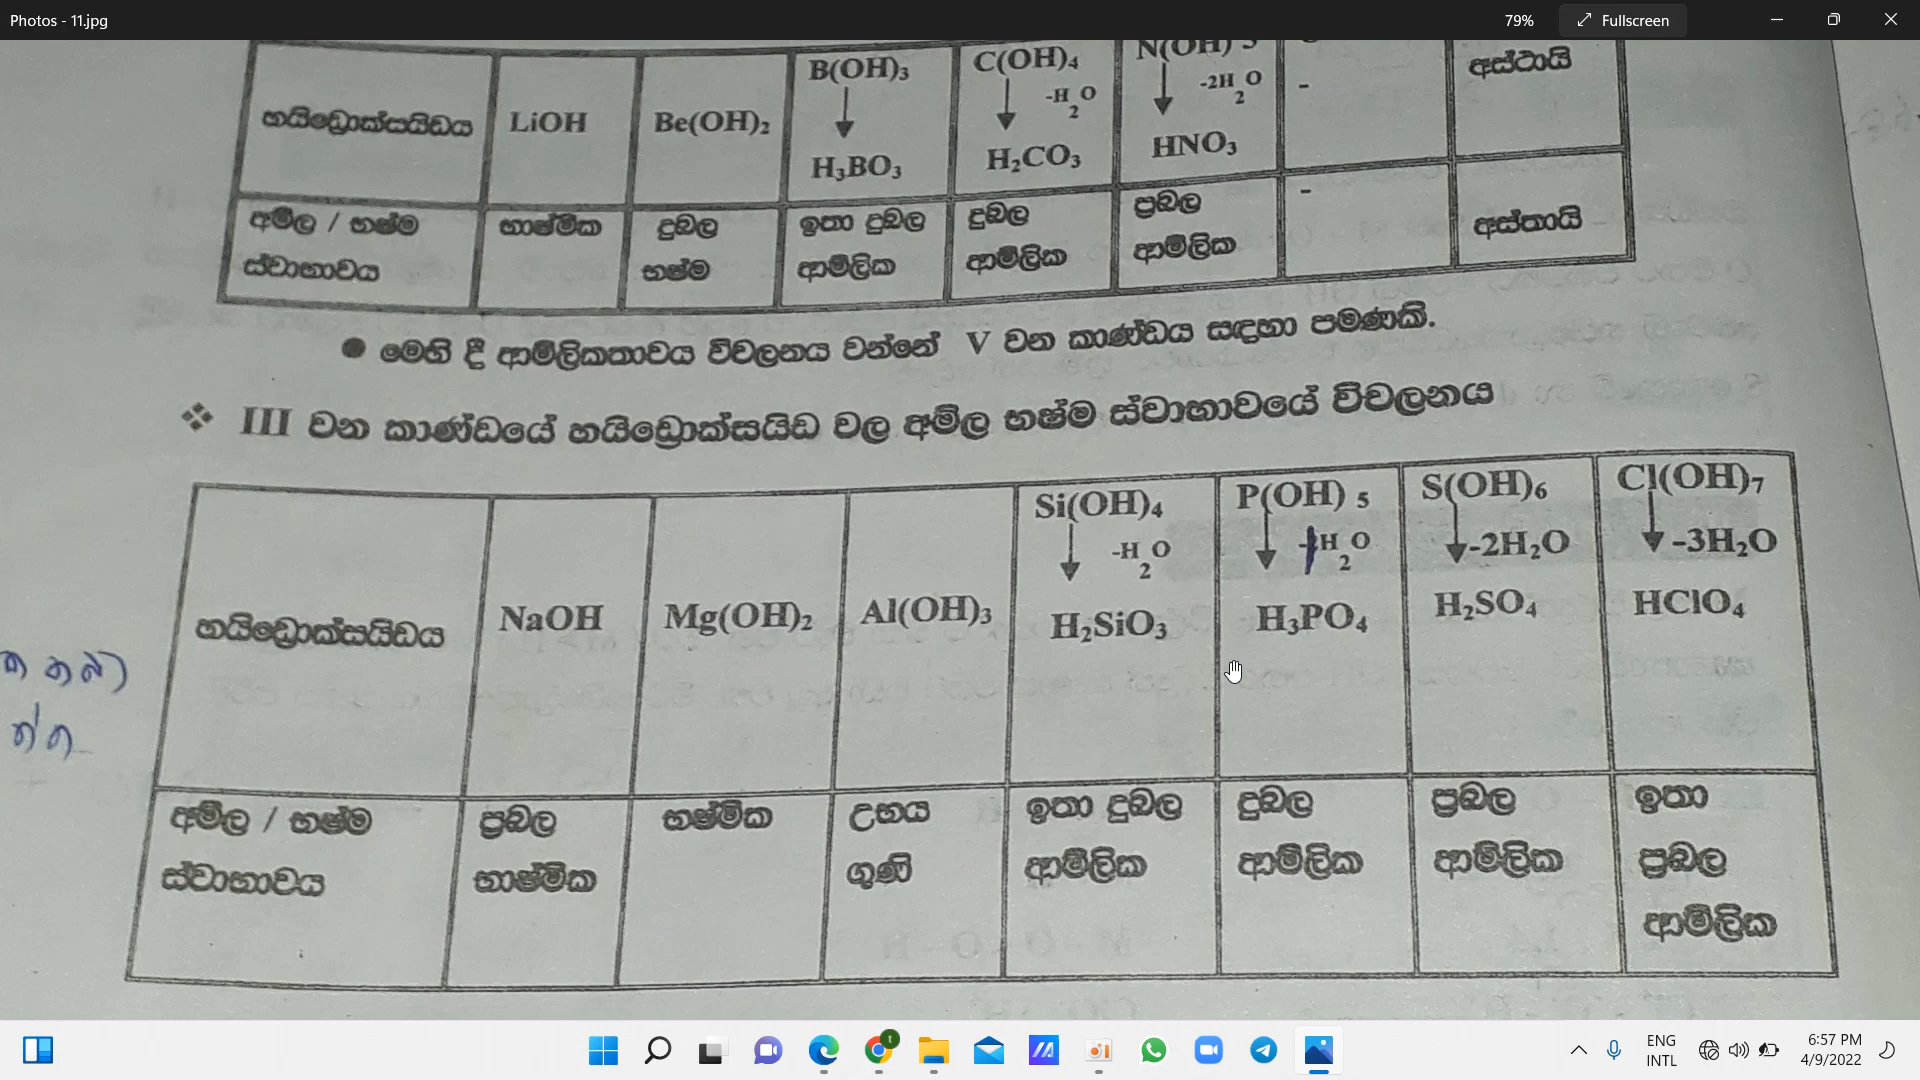 Photos - 11.jpg
79%
Fullscreen
හයිඩ්‍රොක්සයිඩය LiOH Be(OH)₂ B(OH)₃ C(OH)₄ N(OH) 5 - අස්ථායි
-H₂O -2H₂O
H₃BO₃ H₂CO₃ HNO₃
අම්ල / භෂ්ම ස්වාභාවය භාෂ්මික දුබල භෂ්ම ඉතා දුබල ආම්ලික දුබල ආම්ලික ප්‍රබල ආම්ලික - අස්තායි
● මෙහි දී ආම්ලිකතාවය විචලනය වන්නේ V වන කාණ්ඩය සඳහා පමණකි.
❖ III වන කාණ්ඩයේ හයිඩ්‍රොක්සයිඩ වල අම්ල භෂ්ම ස්වාභාවයේ විචලනය
Si(OH)₄ P(OH) 5 S(OH)₆ Cl(OH)₇
-H₂O H₂O -2H₂O -3H₂O
හයිඩ්‍රොක්සයිඩය NaOH Mg(OH)₂ Al(OH)₃ H₂SiO₃ H₃PO₄ H₂SO₄ HClO₄
අම්ල / භෂ්ම ප්‍රබල භෂ්මික උභය ඉතා දුබල දුබල ප්‍රබල ඉතා
ස්වාභාවය භාෂ්මික ගුණි ආම්ලික ආම්ලික ආම්ලික ප්‍රබල
ආම්ලික
ENG
INTL
6:57 PM
4/9/2022